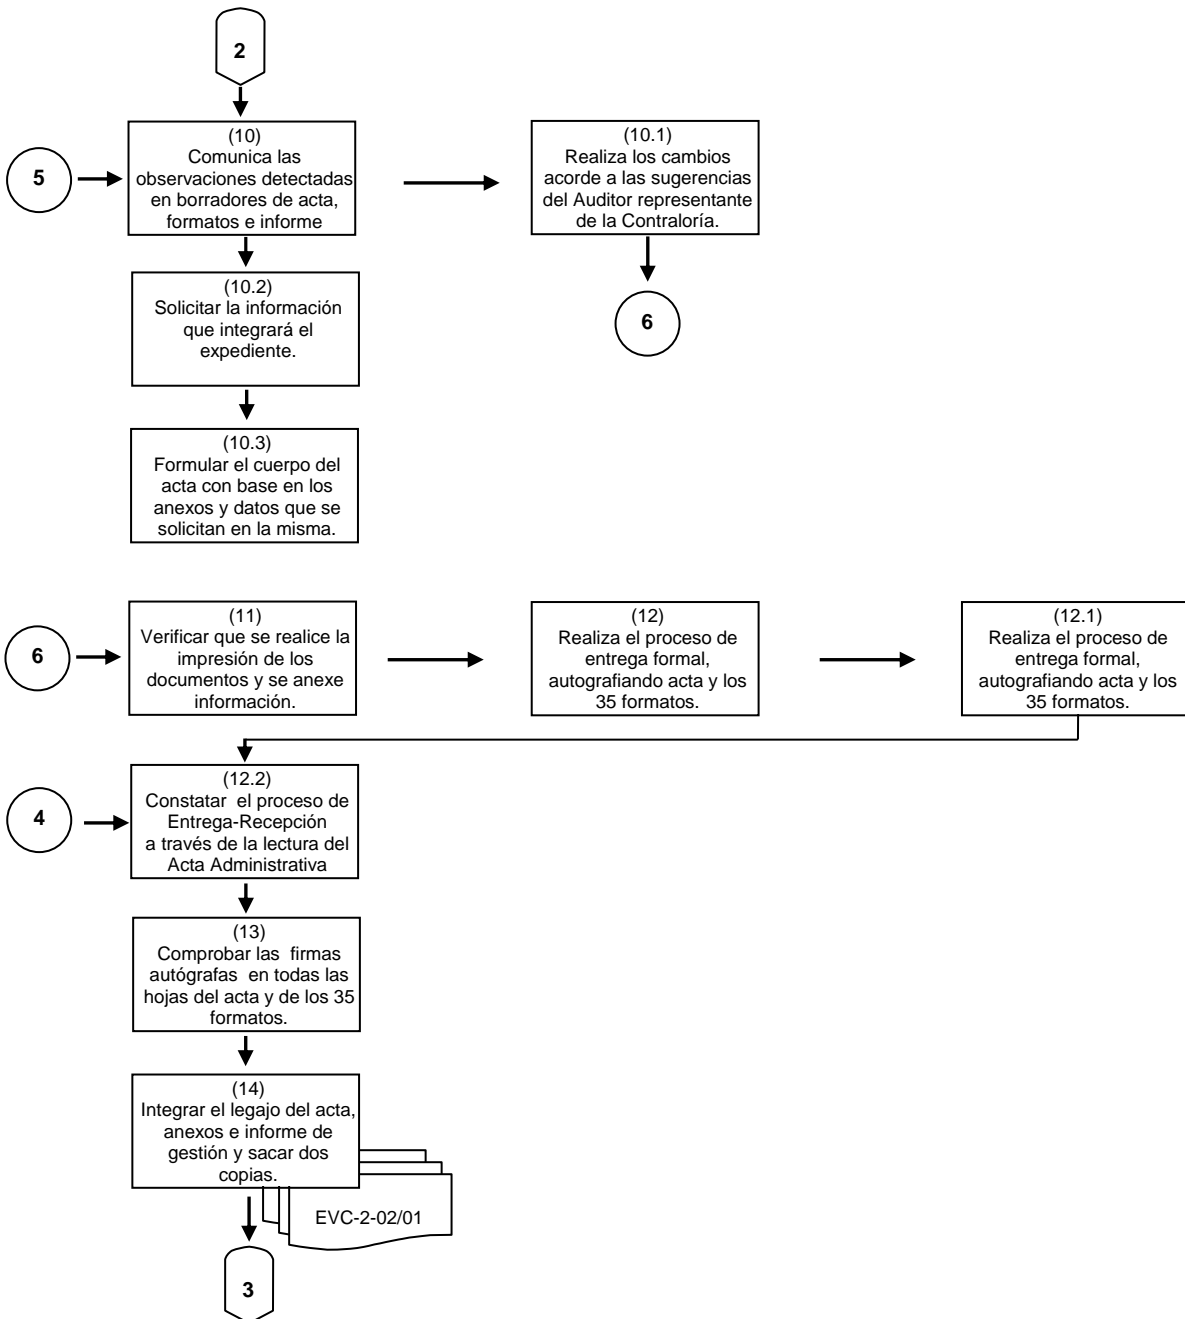 2
(10)
Comunica las
observaciones detectadas
en borradores de acta,
formatos e informe
5
(10.1)
Realiza los cambios
acorde a las sugerencias
del Auditor representante
de la Contraloría.
(10.2)
Solicitar la información
que integrará el
expediente.
6
(10.3)
Formular el cuerpo del
acta con base en los
anexos y datos que se
solicitan en la misma.
6
(11)
Verificar que se realice la
impresión de los
documentos y se anexe
información.
(12)
Realiza el proceso de
entrega formal,
autografiando acta y los
35 formatos.
(12.1)
Realiza el proceso de
entrega formal,
autografiando acta y los
35 formatos.
4
(12.2)
Constatar el proceso de
Entrega-Recepción
a través de la lectura del
Acta Administrativa
(13)
Comprobar las firmas
autógrafas en todas las
hojas del acta y de los 35
formatos.
(14)
Integrar el legajo del acta,
anexos e informe de
gestión y sacar dos
copias.
EVC-2-02/01
3